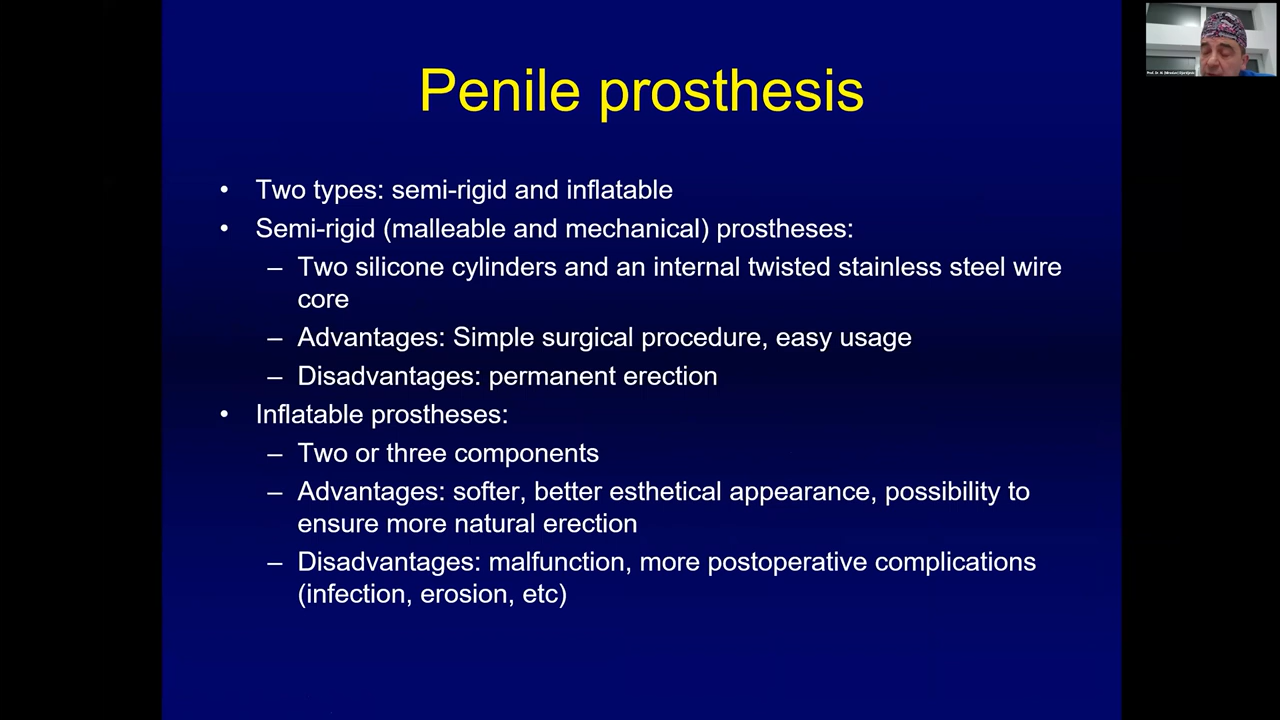 Penile prosthesis
• Two types: semi-rigid and inflatable
• Semi-rigid (malleable and mechanical) prostheses:
– Two silicone cylinders and an internal twisted stainless steel wire
core
– Advantages: Simple surgical procedure, easy usage
– Disadvantages: permanent erection
• Inflatable prostheses:
– Two or three components
– Advantages: softer, better esthetical appearance, possibility to
ensure more natural erection
– Disadvantages: malfunction, more postoperative complications
(infection, erosion, etc)
Prof. Dr. M.